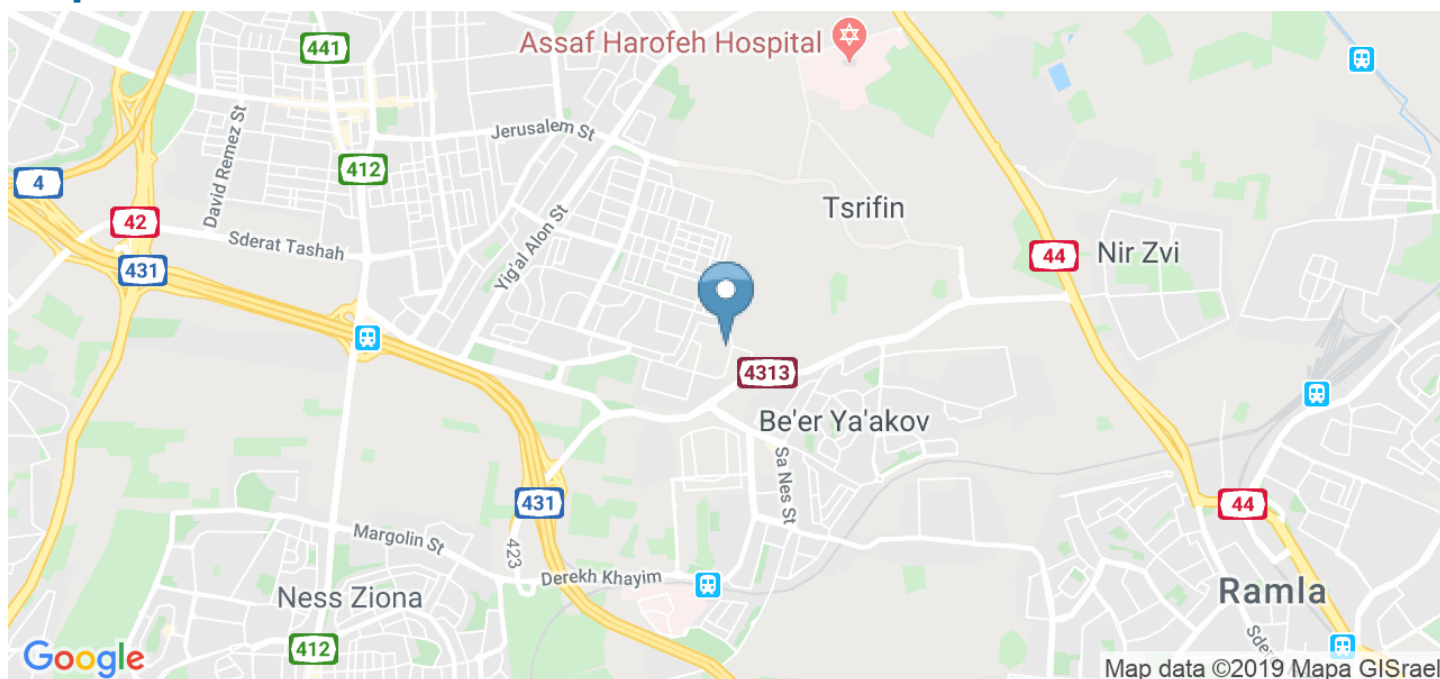 441
Assaf Harofeh Hospital
Jerusalem St
David Remez St
412
4
Tsrifin
42
Yig'al Alon St
Sderat Tashah
44
Nir Zvi
431
4313
Be'er Ya'akov
Sa Nes St
431
44
Margolin St
423
Derekh Khayim
Ness Ziona
Ramla
412
Google
Map data ©2019 Mapa GISrael